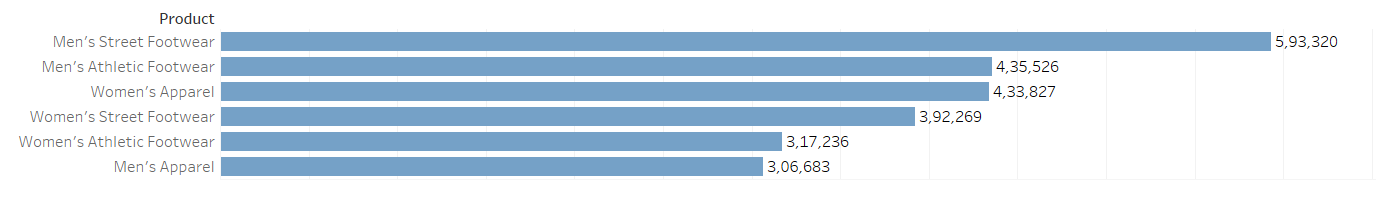 Product
Men's Street Footwear 5,93,320
Men's Athletic Footwear 4,35,526
Women's Apparel 4,33,827
Women's Street Footwear 3,92,269
Women's Athletic Footwear 3,17,236
Men's Apparel 3,06,683